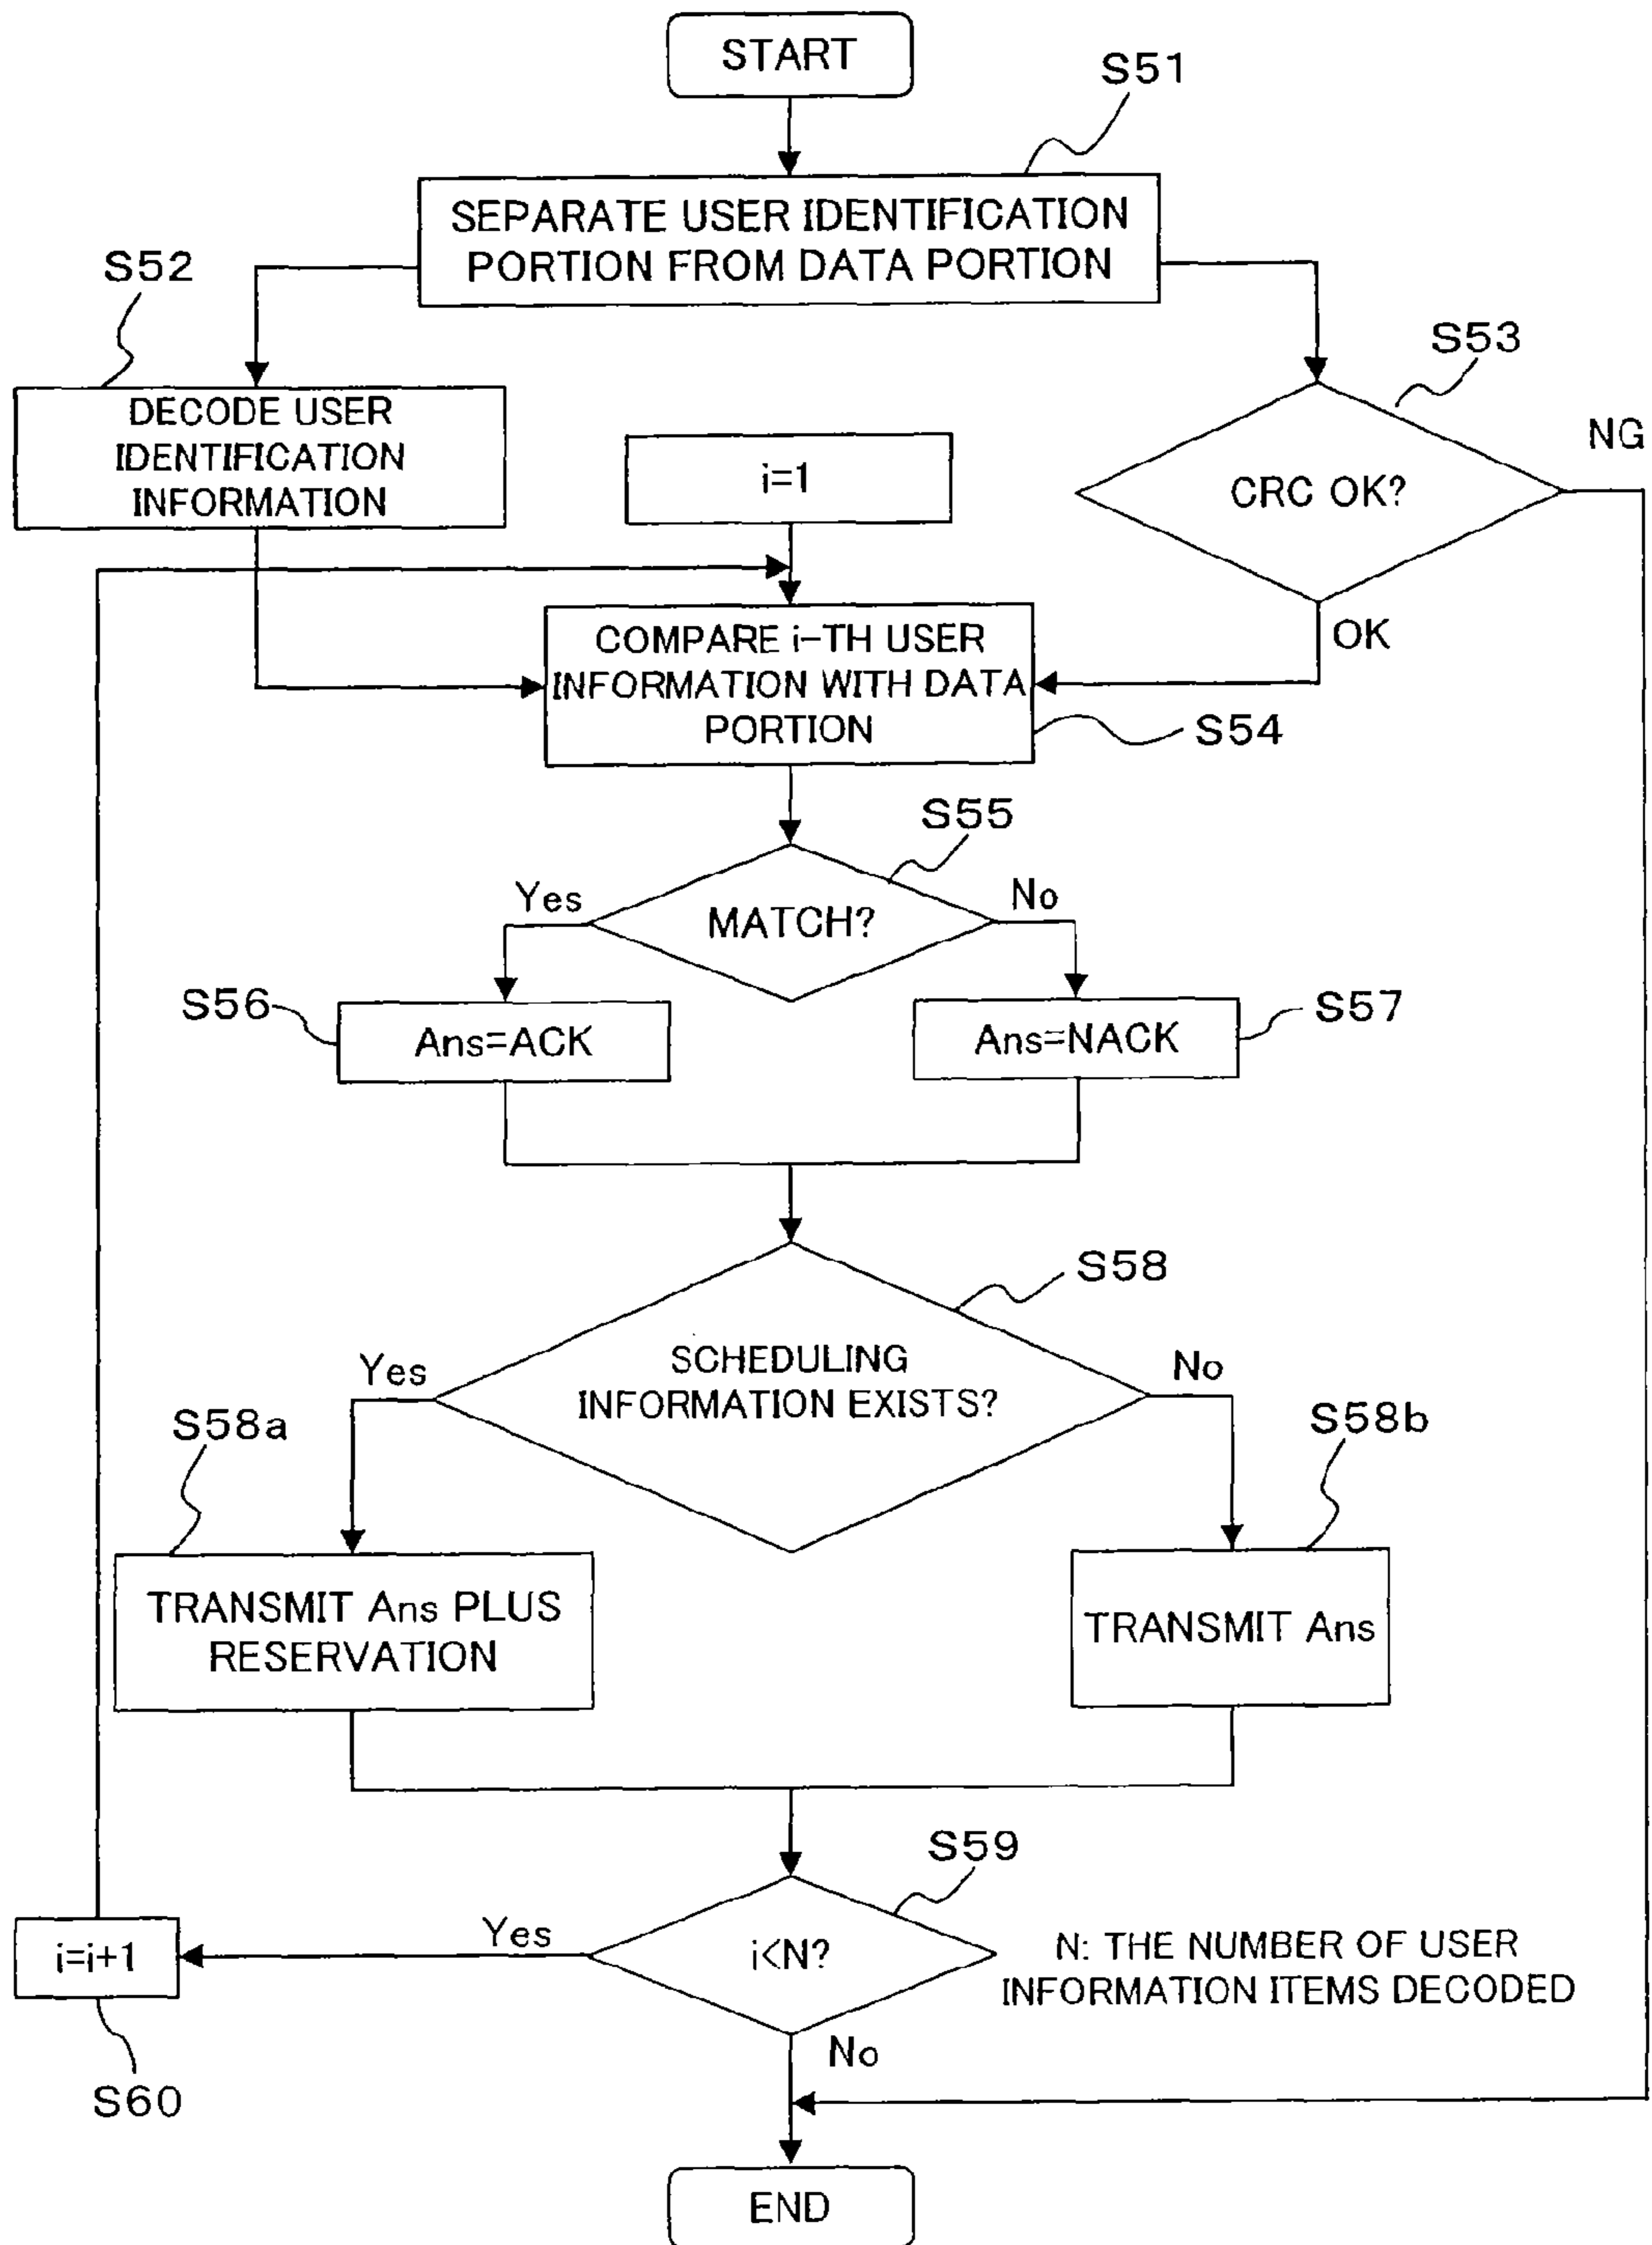 START
S51
SEPARATE USER IDENTIFICATION
PORTION FROM DATA PORTION
S52
DECODE USER
IDENTIFICATION
INFORMATION
i=1
S53
CRC OK?
NG
OK
COMPARE i-TH USER
INFORMATION WITH DATA
PORTION
S54
S55
Yes
MATCH?
No
S56
Ans=ACK
Ans=NACK
S57
S58
Yes
SCHEDULING
INFORMATION EXISTS?
No
S58a
S58b
TRANSMIT Ans PLUS
RESERVATION
TRANSMIT Ans
S59
i=i+1
Yes
i<N?
N: THE NUMBER OF USER
INFORMATION ITEMS DECODED
S60
No
END